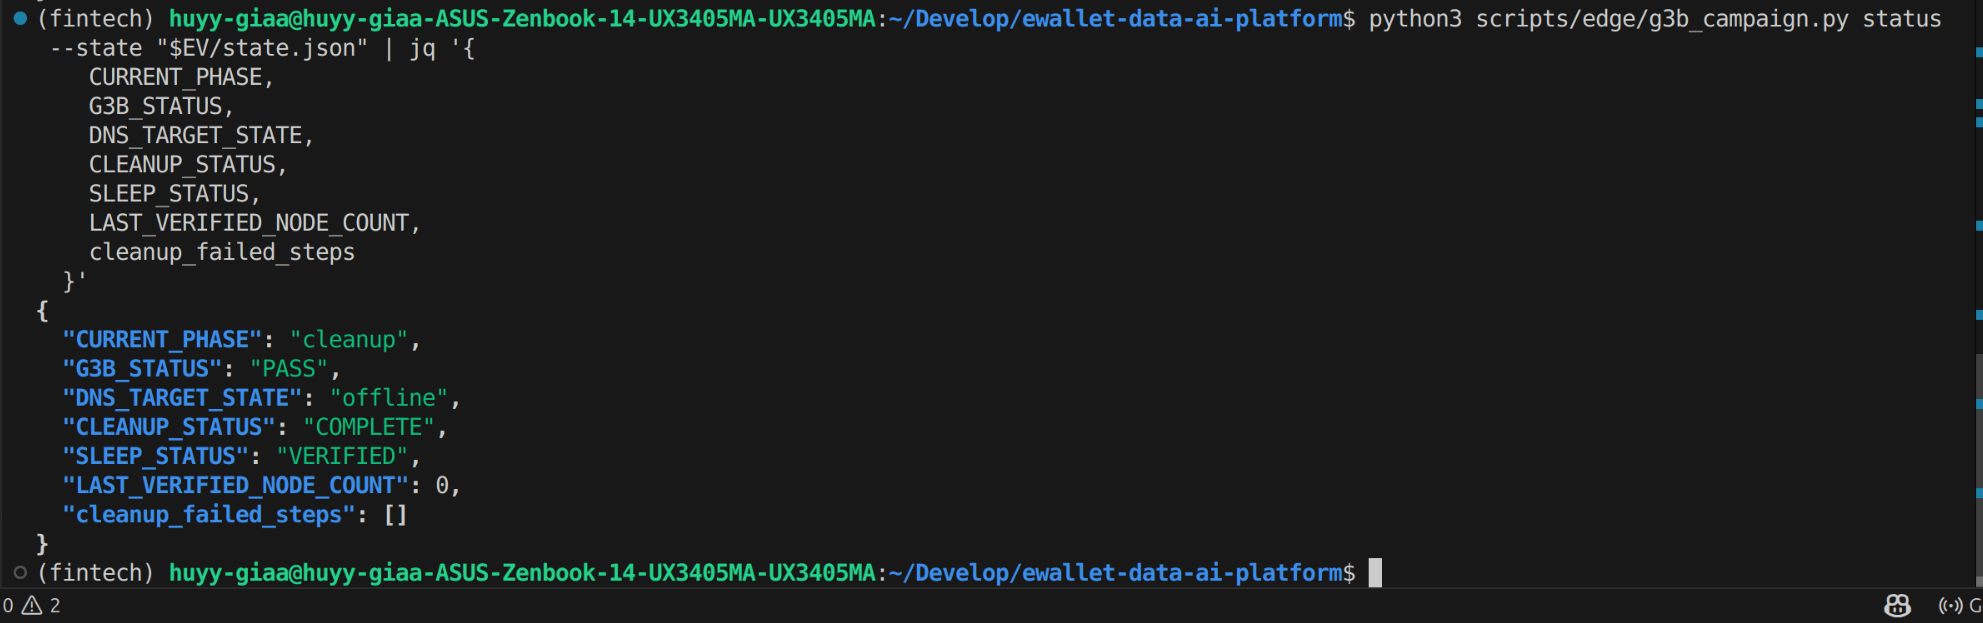 (fintech) huyy-giaa@huyy-giaa-ASUS-Zenbook-14-UX3405MA-UX3405MA:~/Develop/ewallet-data-ai-platform$ python3 scripts/edge/g3b_campaign.py status
--state "$EV/state.json" | jq '{
CURRENT_PHASE,
G3B_STATUS,
DNS_TARGET_STATE,
CLEANUP_STATUS,
SLEEP_STATUS,
LAST_VERIFIED_NODE_COUNT,
cleanup_failed_steps
}'
{
"CURRENT_PHASE": "cleanup",
"G3B_STATUS": "PASS",
"DNS_TARGET_STATE": "offline",
"CLEANUP_STATUS": "COMPLETE",
"SLEEP_STATUS": "VERIFIED",
"LAST_VERIFIED_NODE_COUNT": 0,
"cleanup_failed_steps": []
}
(fintech) huyy-giaa@huyy-giaa-ASUS-Zenbook-14-UX3405MA-UX3405MA:~/Develop/ewallet-data-ai-platform$
0 2 G